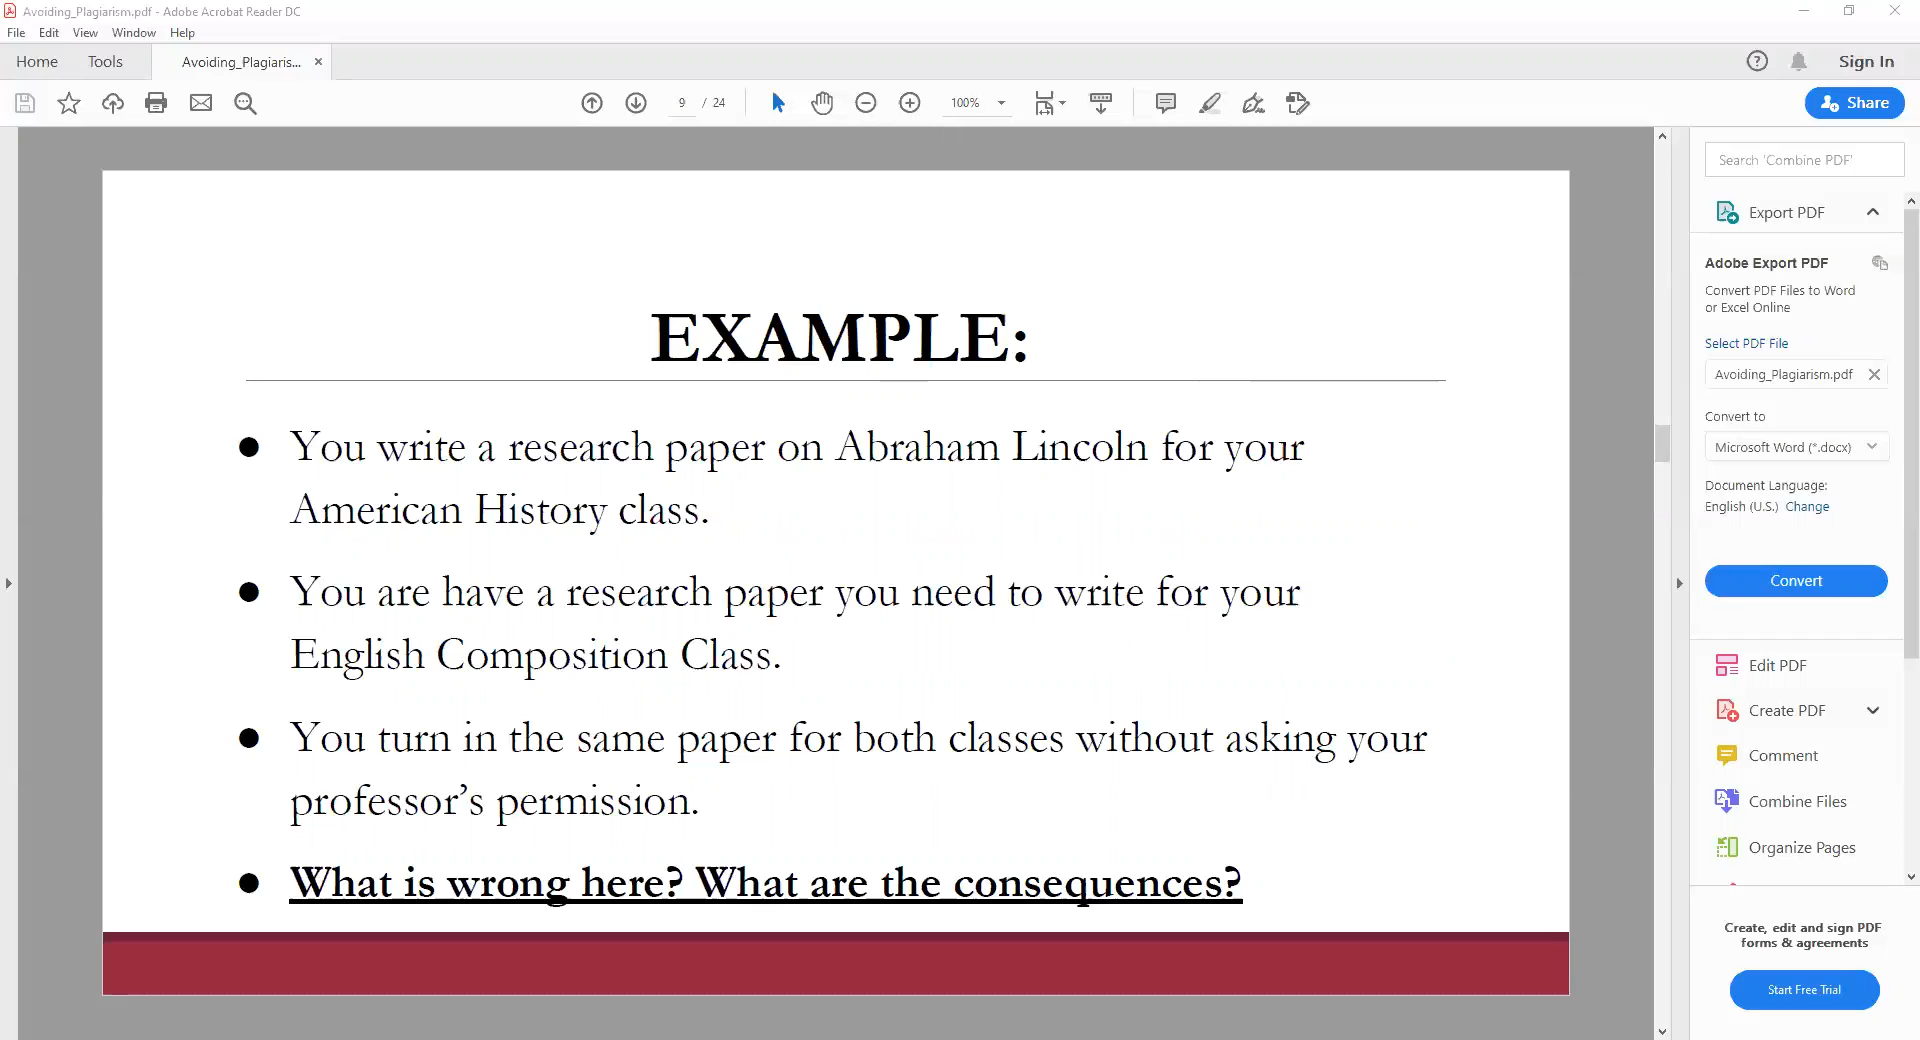 Avoiding_Plagiarism.pdf - Adobe Acrobat Reader DC
File Edit View Window Help
Home Tools Avoiding_Plagiaris... ×
Sign In
9 / 24
100%
Share
EXAMPLE:
● You write a research paper on Abraham Lincoln for your
American History class.
● You are have a research paper you need to write for your
English Composition Class.
● You turn in the same paper for both classes without asking your
professor’s permission.
● What is wrong here? What are the consequences?
Search 'Combine PDF'
Export PDF
Adobe Export PDF
Convert PDF Files to Word
or Excel Online
Select PDF File
Avoiding_Plagiarism.pdf
Convert to
Microsoft Word (*.docx)
Document Language:
English (U.S.) Change
Convert
Edit PDF
Create PDF
Comment
Combine Files
Organize Pages
Create, edit and sign PDF
forms & agreements
Start Free Trial